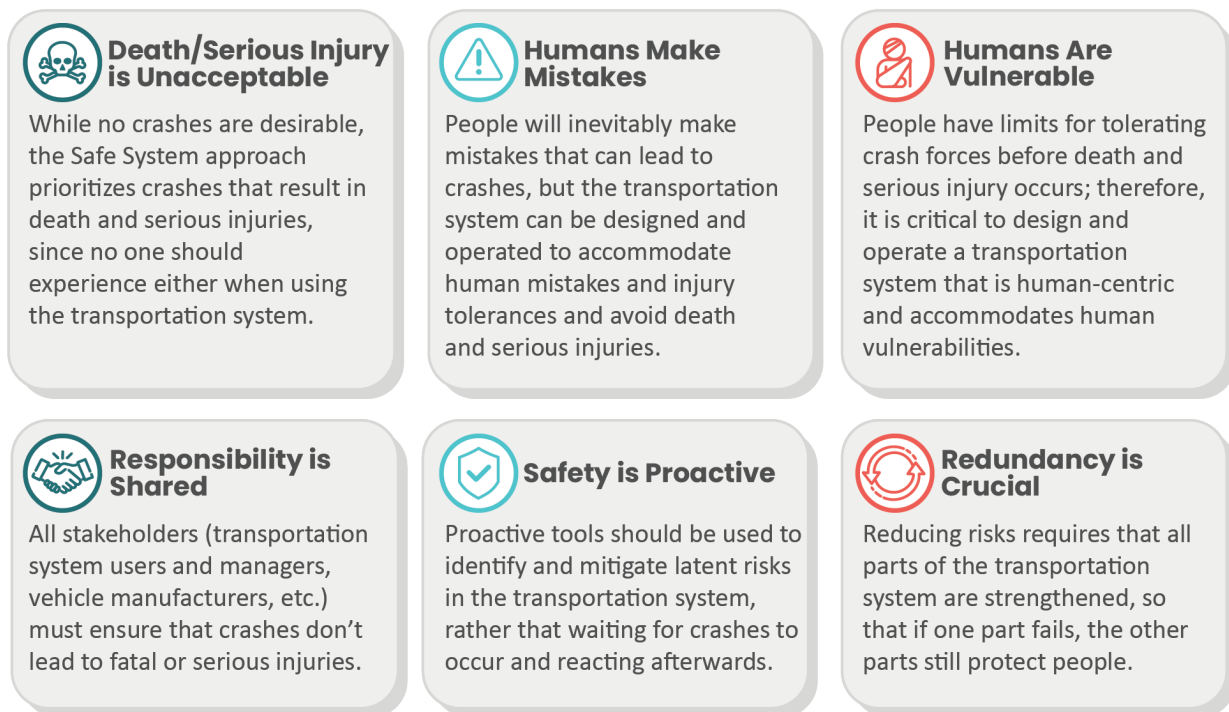 Death/Serious Injury
is Unacceptable
While no crashes are desirable,
the Safe System approach
prioritizes crashes that result in
death and serious injuries,
since no one should
experience either when using
the transportation system.
Humans Make
Mistakes
People will inevitably make
mistakes that can lead to
crashes, but the transportation
system can be designed and
operated to accommodate
human mistakes and injury
tolerances and avoid death
and serious injuries.
Humans Are
Vulnerable
People have limits for tolerating
crash forces before death and
serious injury occurs; therefore,
it is critical to design and
operate a transportation
system that is human-centric
and accommodates human
vulnerabilities.
Responsibility is
Shared
All stakeholders (transportation
system users and managers,
vehicle manufacturers, etc.)
must ensure that crashes don’t
lead to fatal or serious injuries.
Safety is Proactive
Proactive tools should be used to
identify and mitigate latent risks
in the transportation system,
rather that waiting for crashes to
occur and reacting afterwards.
Redundancy is
Crucial
Reducing risks requires that all
parts of the transportation
system are strengthened, so
that if one part fails, the other
parts still protect people.